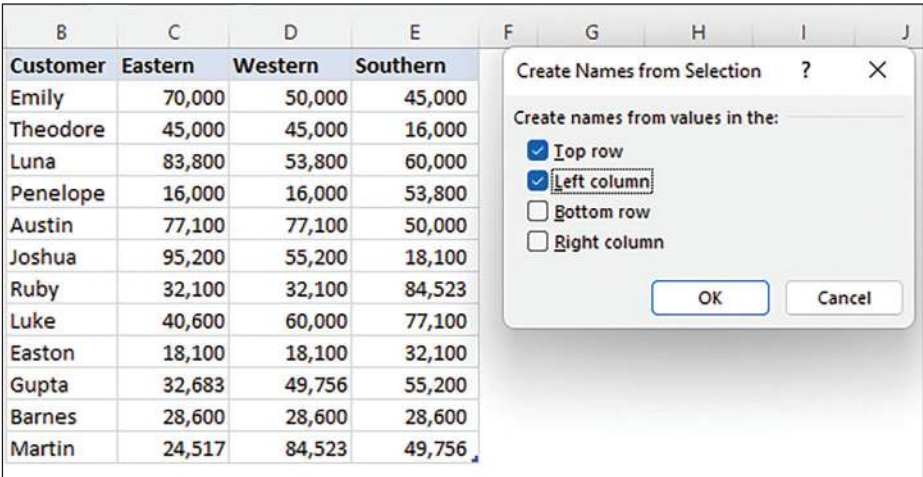 B C D E F G H I J
Customer Eastern Western Southern
Emily 70,000 50,000 45,000
Theodore 45,000 45,000 16,000
Luna 83,800 53,800 60,000
Penelope 16,000 16,000 53,800
Austin 77,100 77,100 50,000
Joshua 95,200 55,200 18,100
Ruby 32,100 32,100 84,523
Luke 40,600 60,000 77,100
Easton 18,100 18,100 32,100
Gupta 32,683 49,756 55,200
Barnes 28,600 28,600 28,600
Martin 24,517 84,523 49,756
Create Names from Selection ?
Create names from values in the:
Top row
Left column
Bottom row
Right column
OK Cancel